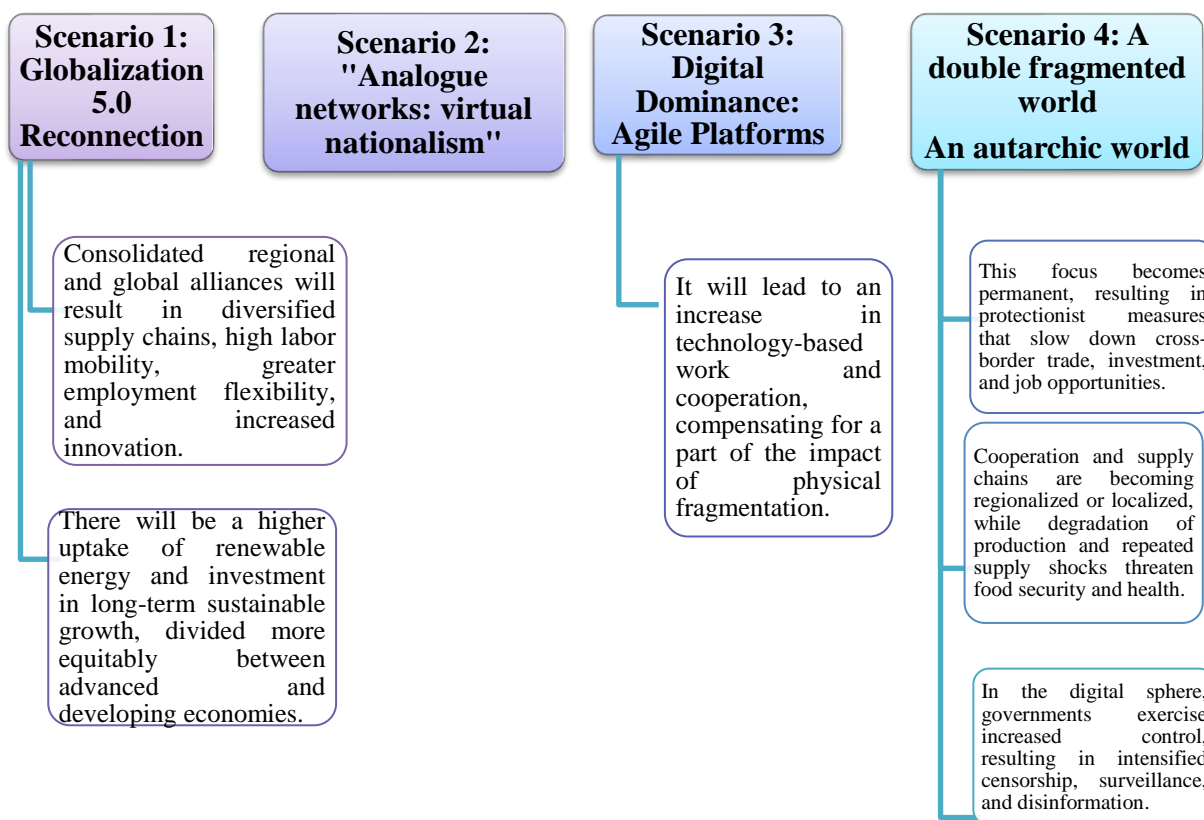 Scenario 1:
Globalization
5.0
Reconnection
Consolidated regional
and global alliances will
result in diversified
supply chains, high labor
mobility, greater
employment flexibility,
and increased
innovation.
There will be a higher
uptake of renewable
energy and investment
in long-term sustainable
growth, divided more
equitably between
advanced and
developing economies.
Scenario 2:
"Analogue
networks: virtual
nationalism"
Scenario 3:
Digital
Dominance:
Agile Platforms
It will lead to an
increase in
technology-based
work and
cooperation,
compensating for a
part of the impact
of physical
fragmentation.
Scenario 4: A
double fragmented
world
An autarchic world
This focus becomes
permanent, resulting in
protectionist measures
that slow down cross-
border trade, investment,
and job opportunities.
Cooperation and supply
chains are becoming
regionalized or localized,
while degradation of
production and repeated
supply shocks threaten
food security and health.
In the digital sphere,
governments exercise
increased control,
resulting in intensified
censorship, surveillance,
and disinformation.